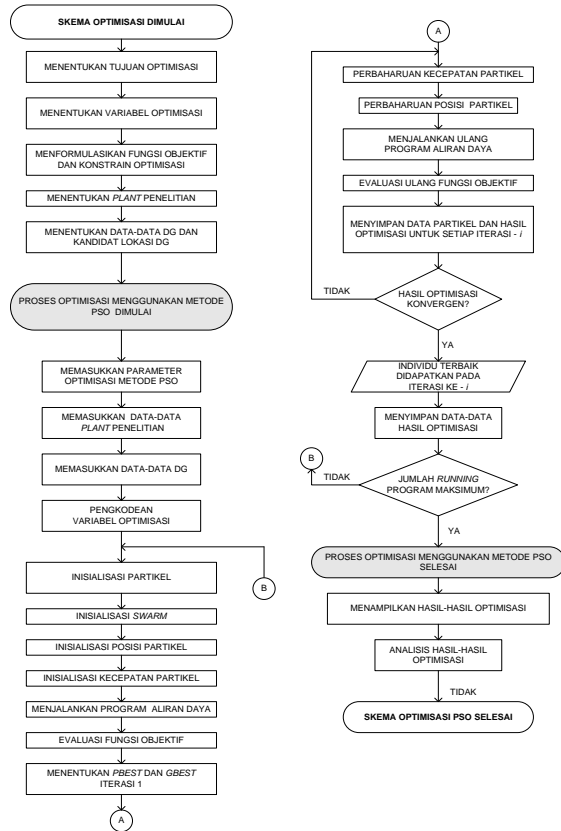 SKEMA OPTIMISASI DIMULAI
MENENTUKAN TUJUAN OPTIMISASI
MENENTUKAN VARIABEL OPTIMISASI
MENFORMULASIKAN FUNGSI OBJEKTIF
DAN KONSTRAIN OPTIMISASI
MENENTUKAN PLANT PENELITIAN
MENENTUKAN DATA-DATA DG DAN
KANDIDAT LOKASI DG
PROSES OPTIMISASI MENGGUNAKAN METODE
PSO DIMULAI
MEMASUKKAN PARAMETER
OPTIMISASI METODE PSO
MEMASUKKAN DATA-DATA
PLANT PENELITIAN
MEMASUKKAN DATA-DATA DG
PENGKODEAN
VARIABEL OPTIMISASI
B
INISIALISASI PARTIKEL
INISIALISASI SWARM
INISIALISASI POSISI PARTIKEL
INISIALISASI KECEPATAN PARTIKEL
MENJALANKAN PROGRAM ALIRAN DAYA
EVALUASI FUNGSI OBJEKTIF
MENENTUKAN PBEST DAN GBEST
ITERASI 1
A
A
PERBAHARUAN KECEPATAN PARTIKEL
PERBAHARUAN POSISI PARTIKEL
MENJALANKAN ULANG
PROGRAM ALIRAN DAYA
EVALUASI ULANG FUNGSI OBJEKTIF
MENYIMPAN DATA PARTIKEL DAN HASIL
OPTIMISASI UNTUK SETIAP ITERASI - i
TIDAK
HASIL OPTIMISASI
KONVERGEN?
YA
INDIVIDU TERBAIK
DIDAPATKAN PADA
ITERASI KE - i
MENYIMPAN DATA-DATA
HASIL OPTIMISASI
B
TIDAK
JUMLAH RUNNING
PROGRAM MAKSIMUM?
YA
PROSES OPTIMISASI MENGGUNAKAN METODE PSO
SELESAI
MENAMPILKAN HASIL-HASIL OPTIMISASI
ANALISIS HASIL-HASIL
OPTIMISASI
TIDAK
SKEMA OPTIMISASI PSO SELESAI